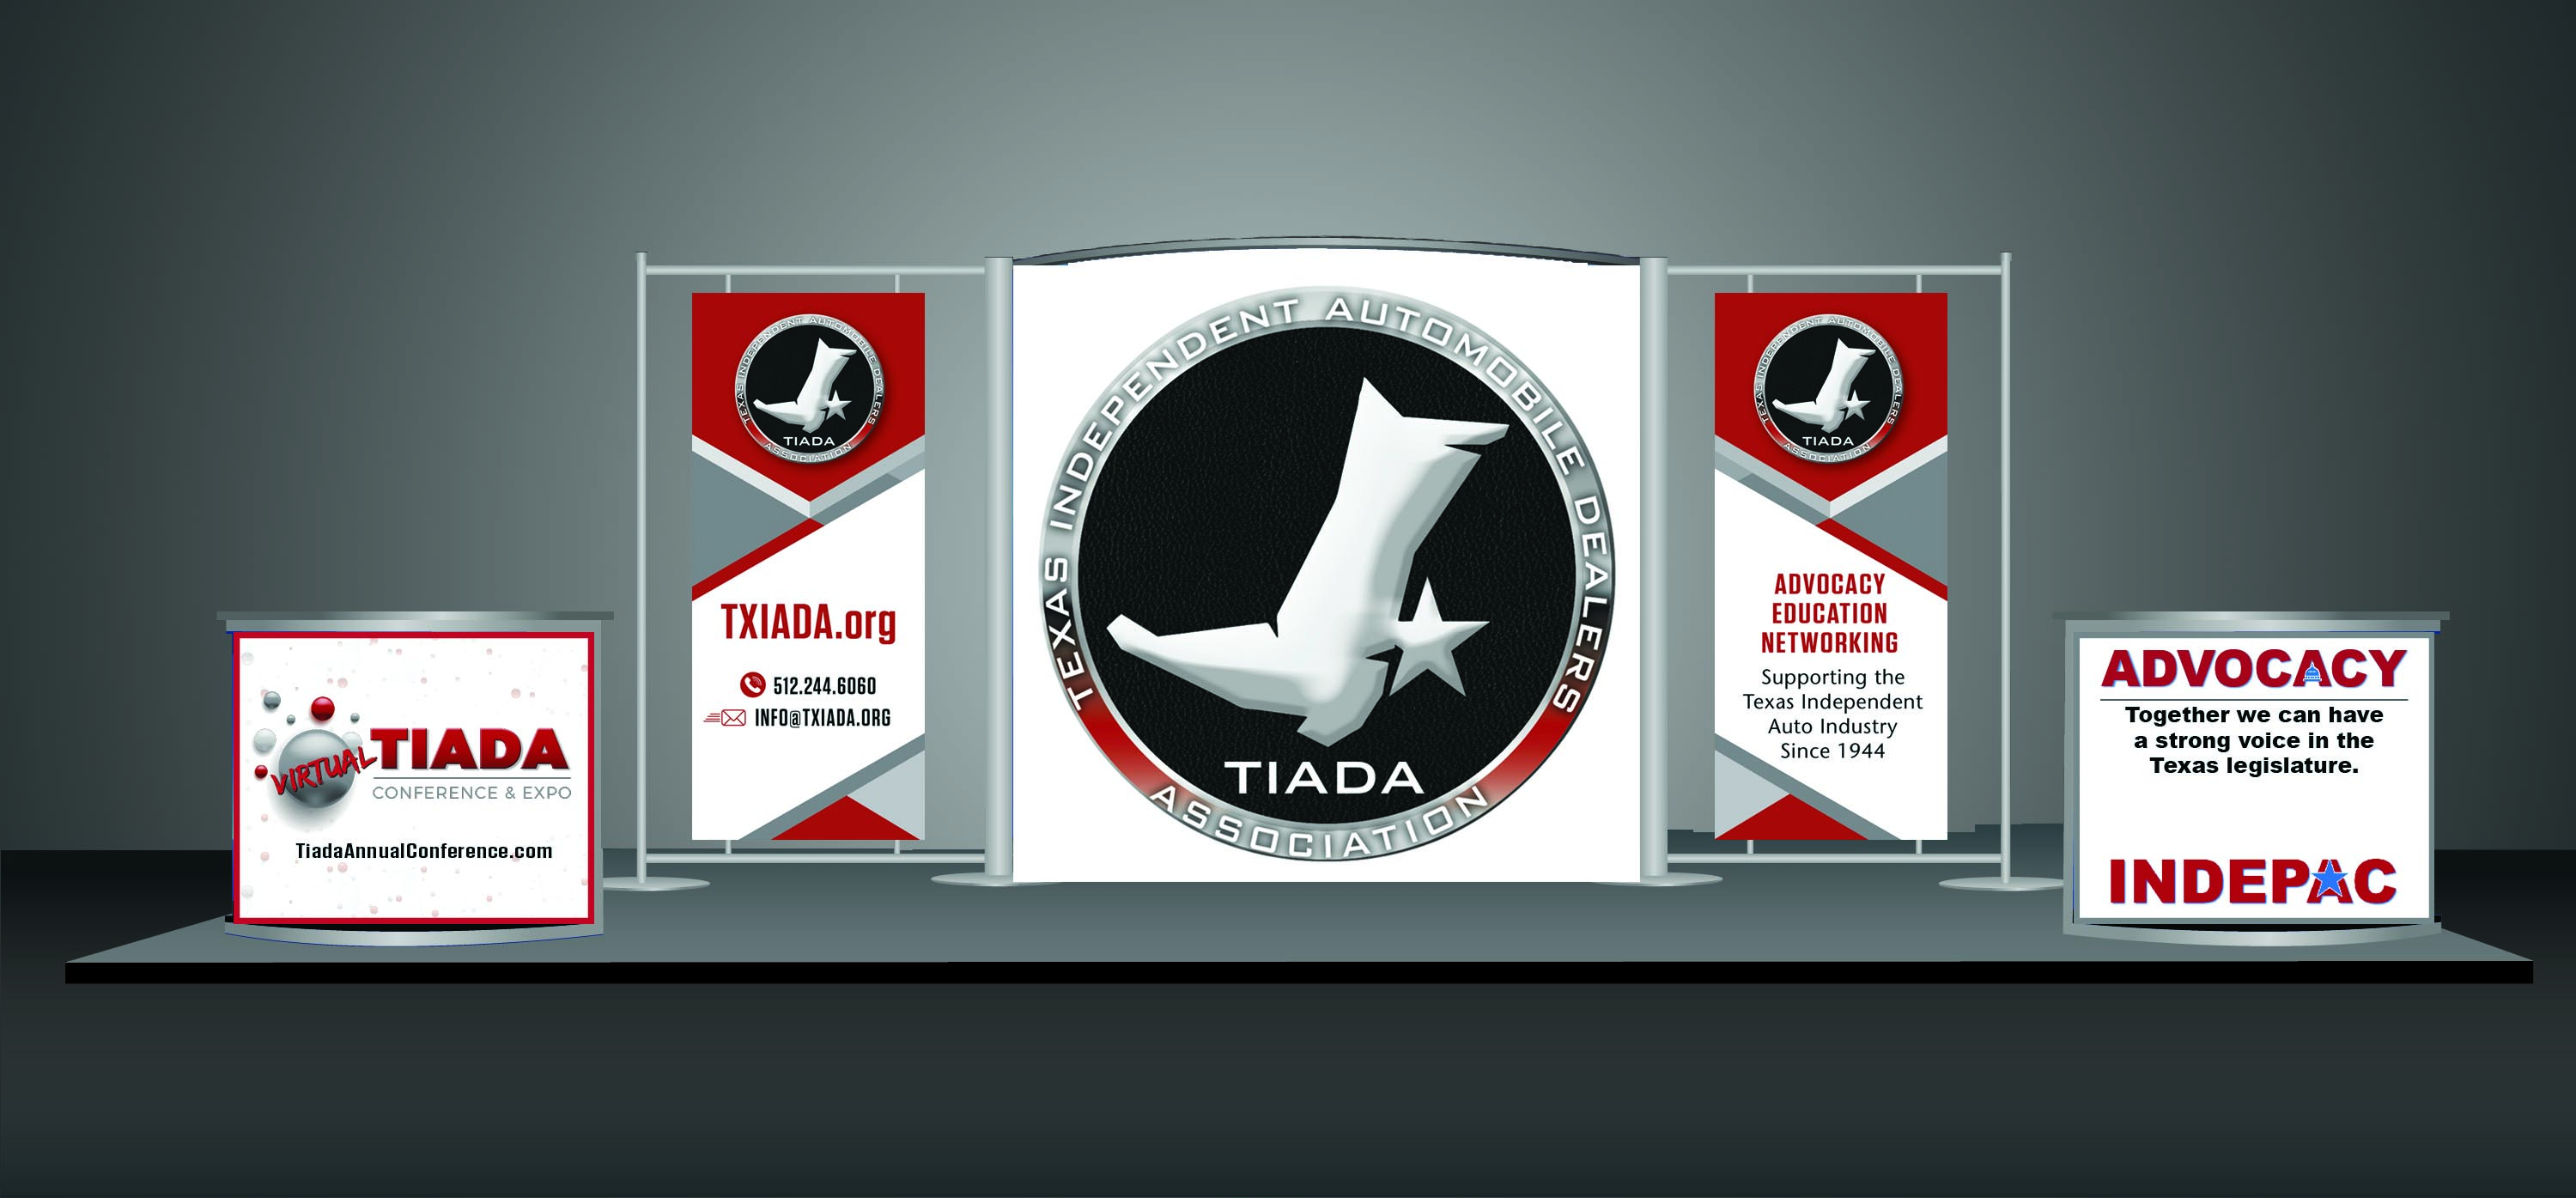 VIRTUAL
TIADA
CONFERENCE & EXPO
TiadaAnnualConference.com
TEXAS INDEPENDENT AUTOMOBILE DEALERS
ASSOCIATION
TIADA
TXIADA.org
512.244.6060
INFO@TXIADA.ORG
TEXAS INDEPENDENT AUTOMOBILE DEALERS
ASSOCIATION
TIADA
TEXAS INDEPENDENT AUTOMOBILE DEALERS
ASSOCIATION
TIADA
ADVOCACY
EDUCATION
NETWORKING
Supporting the
Texas Independent
Auto Industry
Since 1944
ADVOCACY
Together we can have
a strong voice in the
Texas legislature.
INDEPAC